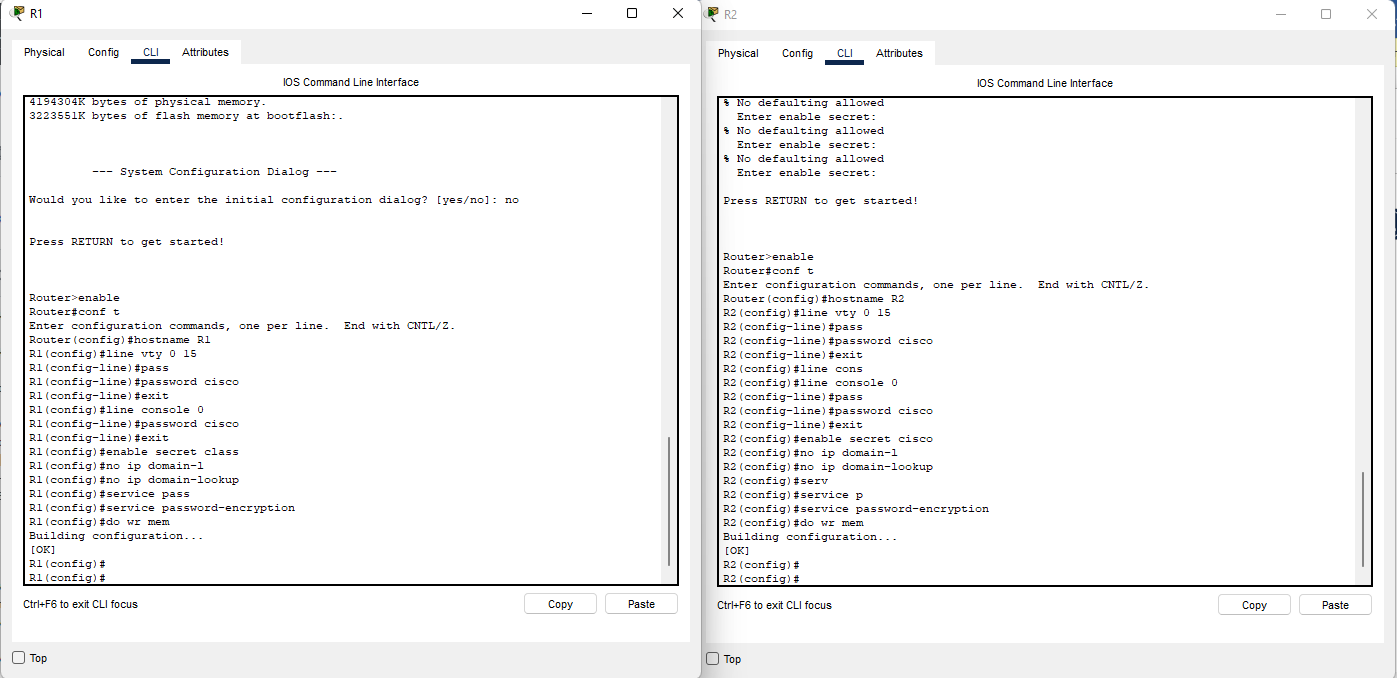 R1
Physical Config CLI Attributes
IOS Command Line Interface
4194304K bytes of physical memory.
3223551K bytes of flash memory at bootflash:.
--- System Configuration Dialog ---
Would you like to enter the initial configuration dialog? [yes/no]: no
Press RETURN to get started!
Router>enable
Router#conf t
Enter configuration commands, one per line.  End with CNTL/Z.
Router(config)#hostname R1
R1(config)#line vty 0 15
R1(config-line)#pass
R1(config-line)#password cisco
R1(config-line)#exit
R1(config)#line console 0
R1(config-line)#password cisco
R1(config-line)#exit
R1(config)#enable secret class
R1(config)#no ip domain-l
R1(config)#no ip domain-lookup
R1(config)#service pass
R1(config)#service password-encryption
R1(config)#do wr mem
Building configuration...
[OK]
R1(config)#
R1(config)#
Ctrl+F6 to exit CLI focus
Copy Paste
Top
R2
Physical Config CLI Attributes
IOS Command Line Interface
% No defaulting allowed
Enter enable secret:
% No defaulting allowed
Enter enable secret:
% No defaulting allowed
Enter enable secret:
Press RETURN to get started!
Router>enable
Router#conf t
Enter configuration commands, one per line.  End with CNTL/Z.
Router(config)#hostname R2
R2(config)#line vty 0 15
R2(config-line)#pass
R2(config-line)#password cisco
R2(config-line)#exit
R2(config)#line cons
R2(config)#line console 0
R2(config-line)#pass
R2(config-line)#password cisco
R2(config-line)#exit
R2(config)#enable secret cisco
R2(config)#no ip domain-l
R2(config)#no ip domain-lookup
R2(config)#serv
R2(config)#service p
R2(config)#service password-encryption
R2(config)#do wr mem
Building configuration...
[OK]
R2(config)#
R2(config)#
Ctrl+F6 to exit CLI focus
Copy Paste
Top